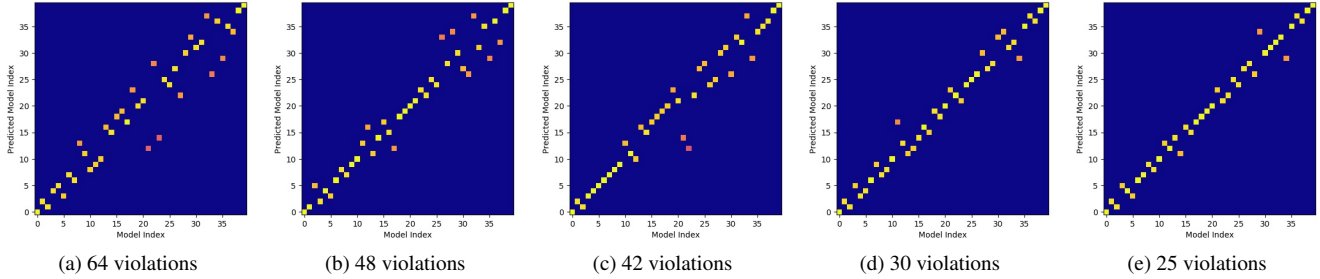 Predicted Model Index
35
30
25
20
15
10
5
0
0 5 10 15 20 25 30 35
Model Index
(a) 64 violations
Predicted Model Index
35
30
25
20
15
10
5
0
0 5 10 15 20 25 30 35
Model Index
(b) 48 violations
Predicted Model Index
35
30
25
20
15
10
5
0
0 5 10 15 20 25 30 35
Model Index
(c) 42 violations
Predicted Model Index
35
30
25
20
15
10
5
0
0 5 10 15 20 25 30 35
Model Index
(d) 30 violations
Predicted Model Index
35
30
25
20
15
10
5
0
0 5 10 15 20 25 30 35
Model Index
(e) 25 violations